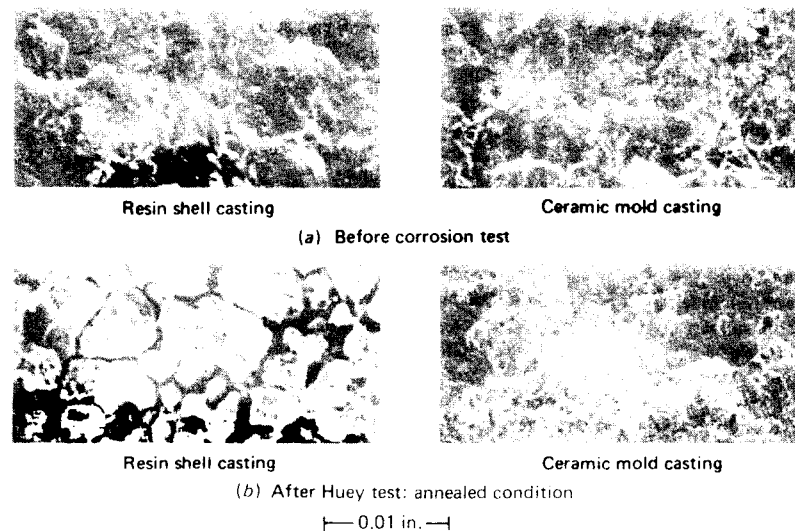 Resin shell casting Ceramic mold casting
(a) Before corrosion test
Resin shell casting Ceramic mold casting
(b) After Huey test: annealed condition
0.01 in.